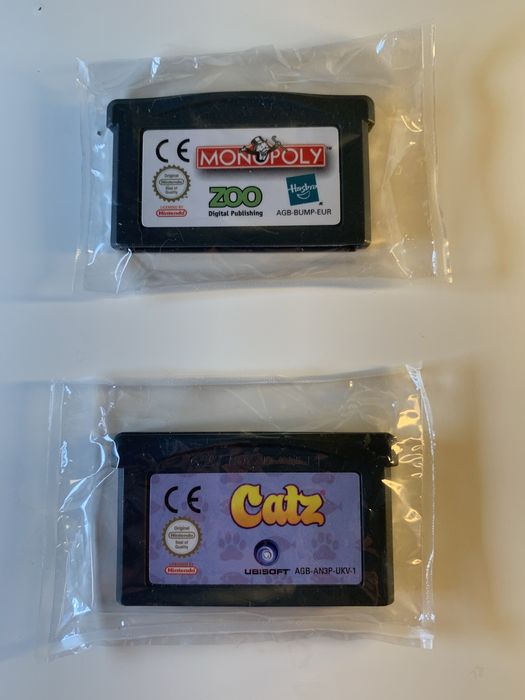 CE
MONOPOLY™
Original
Nintendo
Seal of
Quality
LICENSED BY
Nintendo
ZOO
Digital Publishing
Hasbro
AGB-BUMP-EUR
CE
Catz
Original
Nintendo
Seal of
Quality
LICENSED BY
Nintendo
UBISOFT
AGB-AN3P-UKV-1